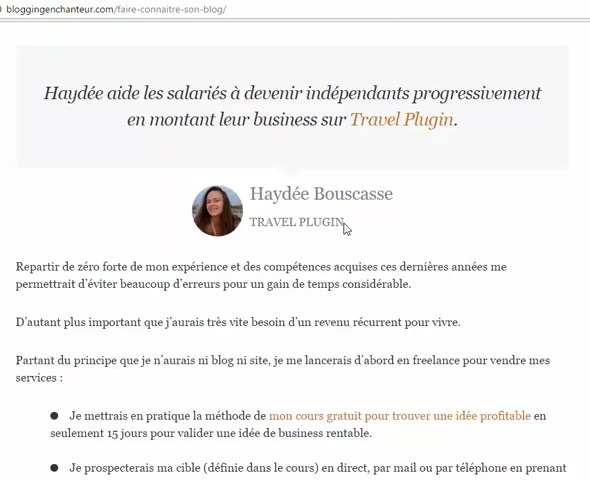 bloggingenchanteur.com/faire-connaitre-son-blog/
Haydée aide les salariés à devenir indépendants progressivement
en montant leur business sur Travel Plugin.
Haydée Bouscasse
TRAVEL PLUGIN
Repartir de zéro forte de mon expérience et des compétences acquises ces dernières années me
permettrait d'éviter beaucoup d'erreurs pour un gain de temps considérable.
D'autant plus important que j'aurais très vite besoin d'un revenu récurrent pour vivre.
Partant du principe que je n'aurais ni blog ni site, je me lancerais d'abord en freelance pour vendre mes
services :
● Je mettrais en pratique la méthode de mon cours gratuit pour trouver une idée profitable en
seulement 15 jours pour valider une idée de business rentable.
● Je prospecterais ma cible (définie dans le cours) en direct, par mail ou par téléphone en prenant